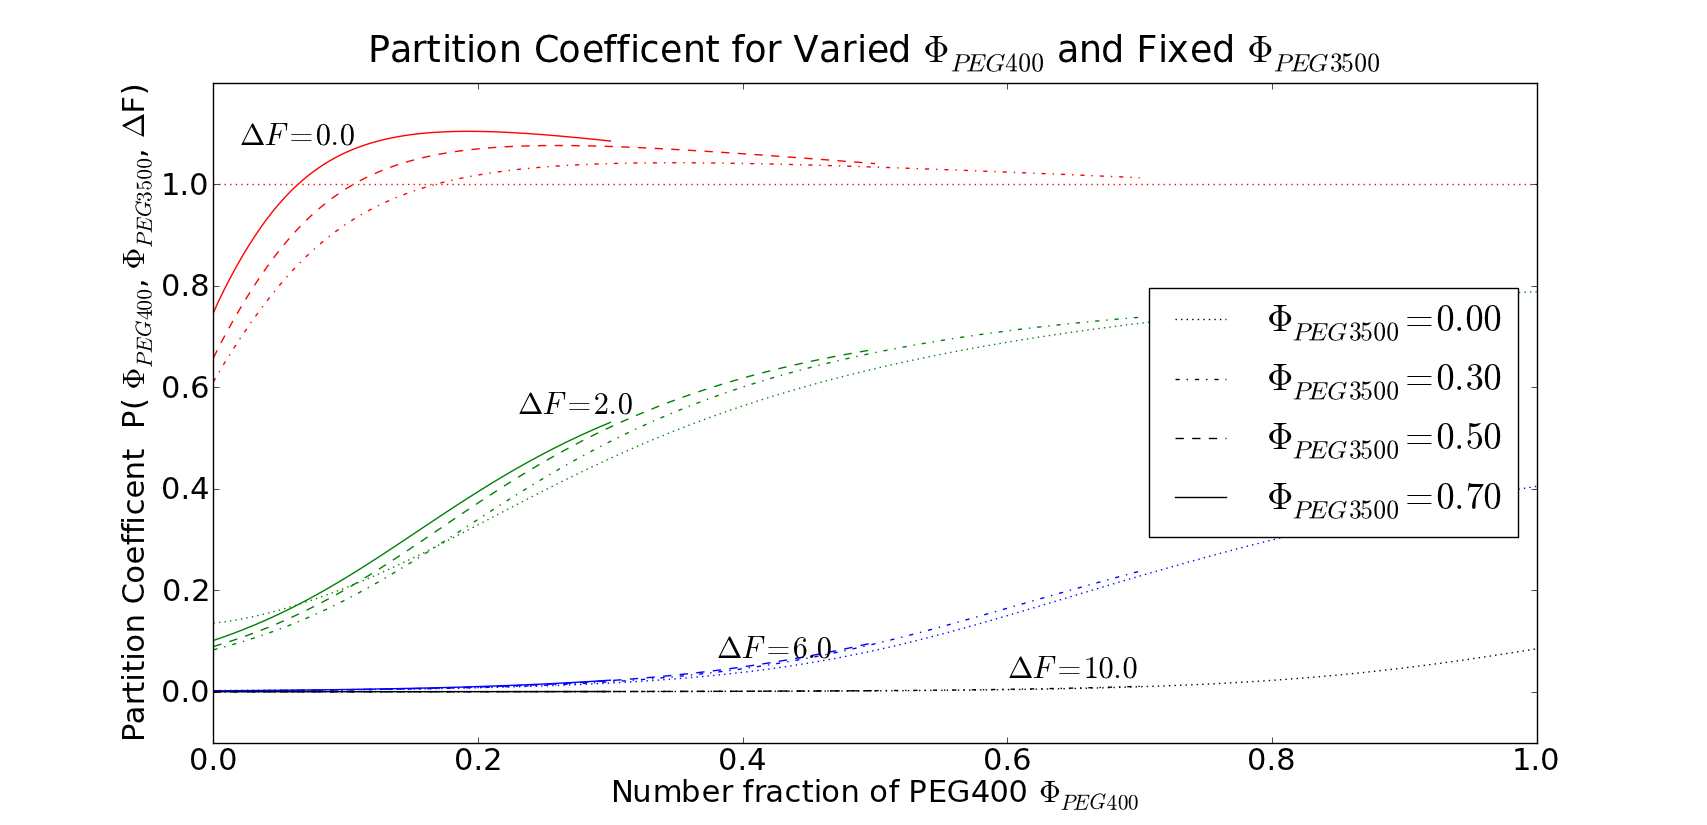 Partition Coefficent for Varied Φ_PEG400 and Fixed Φ_PEG3500
Partition Coefficent P( Φ_PEG400, Φ_PEG3500, ΔF)
1.0
0.8
0.6
0.4
0.2
0.0
ΔF=0.0
ΔF=2.0
ΔF=6.0
ΔF=10.0
Φ_PEG3500=0.00
Φ_PEG3500=0.30
Φ_PEG3500=0.50
Φ_PEG3500=0.70
0.0 0.2 0.4 0.6 0.8 1.0
Number fraction of PEG400 Φ_PEG400